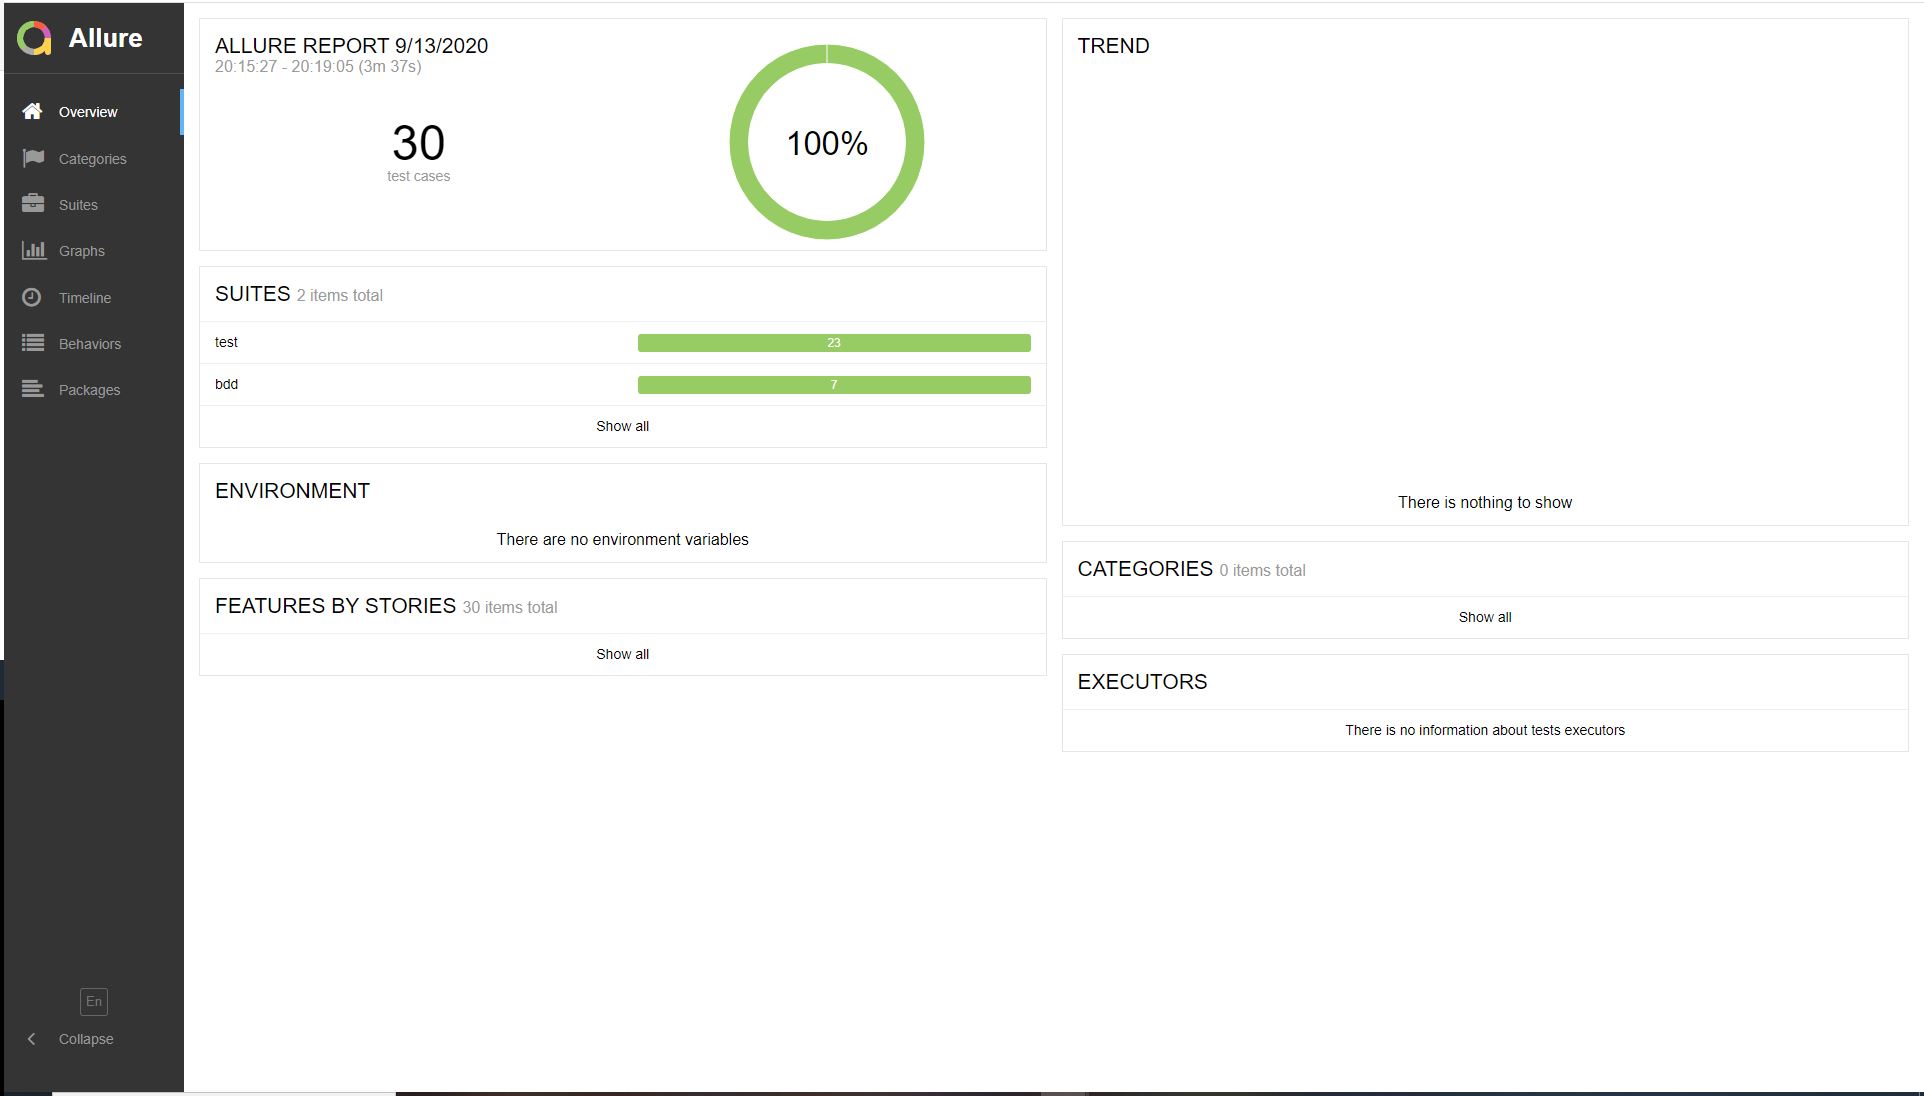 Allure
Overview
Categories
Suites
Graphs
Timeline
Behaviors
Packages
En
Collapse
ALLURE REPORT 9/13/2020
20:15:27 - 20:19:05 (3m 37s)
30
test cases
100%
SUITES 2 items total
test 23
bdd 7
Show all
ENVIRONMENT
There are no environment variables
FEATURES BY STORIES 30 items total
Show all
TREND
There is nothing to show
CATEGORIES 0 items total
Show all
EXECUTORS
There is no information about tests executors